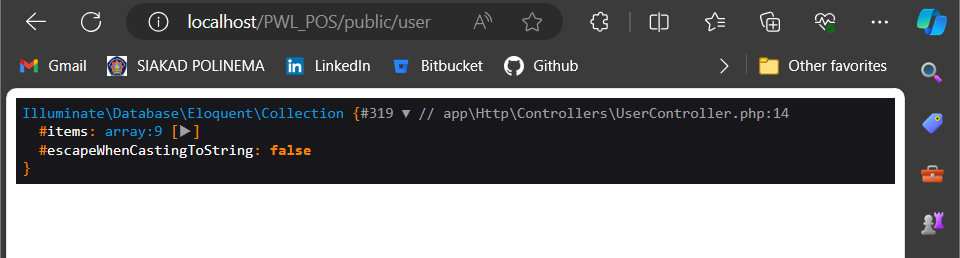 localhost/PWL_POS/public/user
Gmail SIAKAD POLINEMA LinkedIn Bitbucket Github Other favorites
Illuminate\Database\Eloquent\Collection {#319 ▼ // app\Http\Controllers\UserController.php:14
#items: array:9 [▶]
#escapeWhenCastingToString: false
}